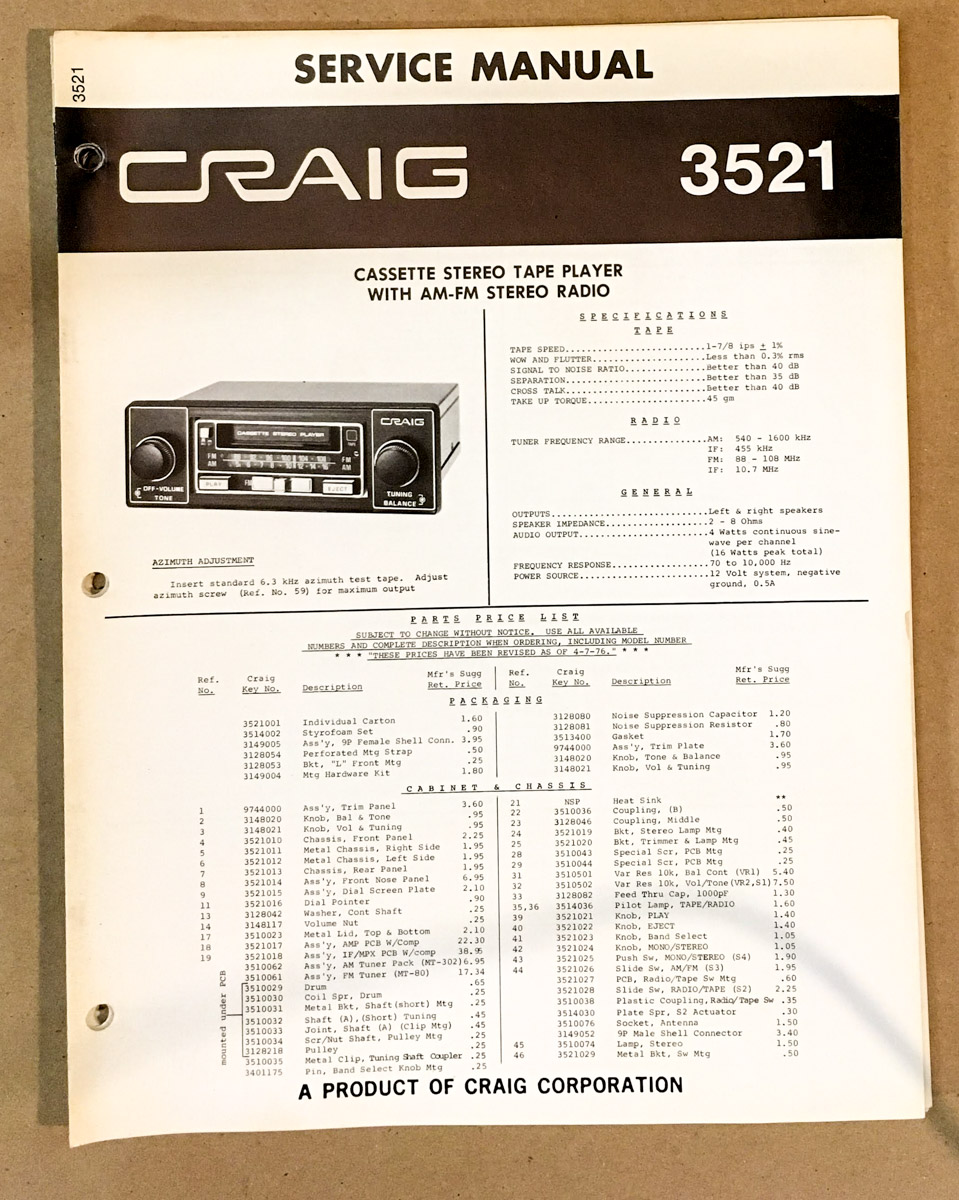 SERVICE MANUAL
3521
CRAIG 3521
CASSETTE STEREO TAPE PLAYER
WITH AM-FM STEREO RADIO
CRAIG
CASSETTE STEREO PLAYER
FM
AM
FM
AM
PLAY
FM
EJECT
OFF-VOLUME
TONE
TUNING
BALANCE
AZIMUTH ADJUSTMENT
Insert standard 6.3 kHz azimuth test tape. Adjust
azimuth screw (Ref. No. 59) for maximum output
SPECIFICATIONS
TAPE
TAPE SPEED.........................1-7/8 ips ± 1%
WOW AND FLUTTER....................Less than 0.3% rms
SIGNAL TO NOISE RATIO..............Better than 40 dB
SEPARATION.........................Better than 35 dB
CROSS TALK.........................Better than 40 dB
TAKE UP TORQUE.....................45 gm
RADIO
TUNER FREQUENCY RANGE..............AM: 540 - 1600 kHz
IF: 455 kHz
FM: 88 - 108 MHz
IF: 10.7 MHz
GENERAL
OUTPUTS............................Left & right speakers
SPEAKER IMPEDANCE..................2 - 8 Ohms
AUDIO OUTPUT.......................4 Watts continuous sine-
wave per channel
(16 Watts peak total)
FREQUENCY RESPONSE.................70 to 10,000 Hz
POWER SOURCE.......................12 Volt system, negative
ground, 0.5A
PARTS PRICE LIST
SUBJECT TO CHANGE WITHOUT NOTICE. USE ALL AVAILABLE
NUMBERS AND COMPLETE DESCRIPTION WHEN ORDERING, INCLUDING MODEL NUMBER
* * * "THESE PRICES HAVE BEEN REVISED AS OF 4-7-76." * * *
Ref. Craig Mfr's Sugg
No. Key No. Description Ret. Price
Ref. Craig Mfr's Sugg
No. Key No. Description Ret. Price
PACKAGING
3521001 Individual Carton 1.60
3514002 Styrofoam Set .90
3149005 Ass'y, 9P Female Shell Conn. 3.95
3128054 Perforated Mtg Strap .50
3128053 Bkt, "L" Front Mtg .25
3149004 Mtg Hardware Kit 1.80
3128080 Noise Suppression Capacitor 1.20
3128081 Noise Suppression Resistor .80
3513400 Gasket 1.70
9744000 Ass'y, Trim Plate 3.60
3148020 Knob, Tone & Balance .95
3148021 Knob, Vol & Tuning .95
CABINET & CHASSIS
1 9744000 Ass'y, Trim Panel 3.60
2 3148020 Knob, Bal & Tone .95
3 3148021 Knob, Vol & Tuning .95
4 3521010 Chassis, Front Panel 2.25
5 3521011 Metal Chassis, Right Side 1.95
6 3521012 Metal Chassis, Left Side 1.95
7 3521013 Chassis, Rear Panel 1.95
8 3521014 Ass'y, Front Nose Panel 6.95
9 3521015 Ass'y, Dial Screen Plate 2.10
11 3521016 Dial Pointer .90
13 3128042 Washer, Cont Shaft .25
14 3148117 Volume Nut .25
17 3510023 Metal Lid, Top & Bottom 2.10
18 3521017 Ass'y, AMP PCB W/Comp 22.30
19 3521018 Ass'y, IF/MPX PCB W/comp 38.95
3510062 Ass'y, AM Tuner Pack (MT-302) 6.95
3510061 Ass'y, FM Tuner (MT-80) 17.34
mounted under PCB
3510029 Drum .65
3510030 Coil Spr, Drum .25
3510031 Metal Bkt, Shaft(short) Mtg .25
3510032 Shaft (A),(Short) Tuning .45
3510033 Joint, Shaft (A) (Clip Mtg) .45
3510034 Scr/Nut Shaft, Pulley Mtg .25
3128218 Pulley .25
3510035 Metal Clip, Tuning Shaft Coupler .25
3401175 Pin, Band Select Knob Mtg .25
21 NSP Heat Sink **
22 3510036 Coupling, (B) .50
23 3128046 Coupling, Middle .50
24 3521019 Bkt, Stereo Lamp Mtg .40
25 3521020 Bkt, Trimmer & Lamp Mtg .45
28 3510043 Special Scr, PCB Mtg .25
29 3510044 Special Scr, PCB Mtg .25
31 3510501 Var Res 10k, Bal Cont (VR1) 5.40
32 3510502 Var Res 10k, Vol/Tone(VR2,S1) 7.50
33 3128082 Feed Thru Cap, 1000pF 1.30
35,36 3514036 Pilot Lamp, TAPE/RADIO 1.60
39 3521021 Knob, PLAY 1.40
40 3521022 Knob, EJECT 1.40
41 3521023 Knob, Band Select 1.05
42 3521024 Knob, MONO/STEREO 1.05
43 3521025 Push Sw, MONO/STEREO (S4) 1.90
44 3521026 Slide Sw, AM/FM (S3) 1.95
3521027 PCB, Radio/Tape Sw Mtg .60
3521028 Slide Sw, RADIO/TAPE (S2) 2.25
3510038 Plastic Coupling, Radio/Tape Sw .35
3514030 Plate Spr, S2 Actuator .30
3510076 Socket, Antenna 1.50
3149052 9P Male Shell Connector 3.40
45 3510074 Lamp, Stereo 1.50
46 3521029 Metal Bkt, Sw Mtg .50
A PRODUCT OF CRAIG CORPORATION